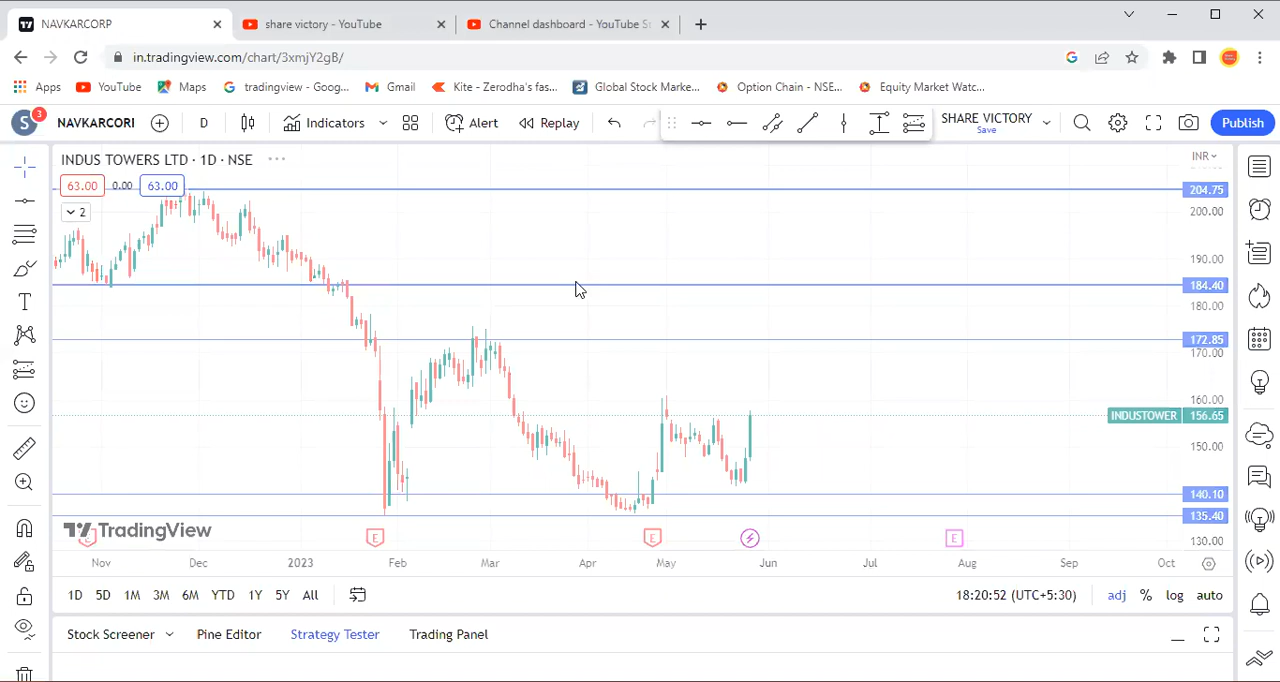 NAVKARCORP
share victory - YouTube
Channel dashboard - YouTube St
in.tradingview.com/chart/3xmjY2gB/
Apps
YouTube
Maps
tradingview - Goog...
Gmail
Kite - Zerodha's fas...
Global Stock Marke...
Option Chain - NSE...
Equity Market Watc...
S
3
NAVKARCORI
D
Indicators
Alert
Replay
SHARE VICTORY
Save
Publish
INDUS TOWERS LTD · 1D · NSE
INR
63.00
0.00
63.00
2
204.75
200.00
190.00
184.40
180.00
172.85
170.00
160.00
INDUSTOWER
156.65
150.00
140.10
135.40
130.00
TradingView
E
E
E
E
Nov
Dec
2023
Feb
Mar
Apr
May
Jun
Jul
Aug
Sep
Oct
1D
5D
1M
3M
6M
YTD
1Y
5Y
All
18:20:52 (UTC+5:30)
adj
%
log
auto
Stock Screener
Pine Editor
Strategy Tester
Trading Panel